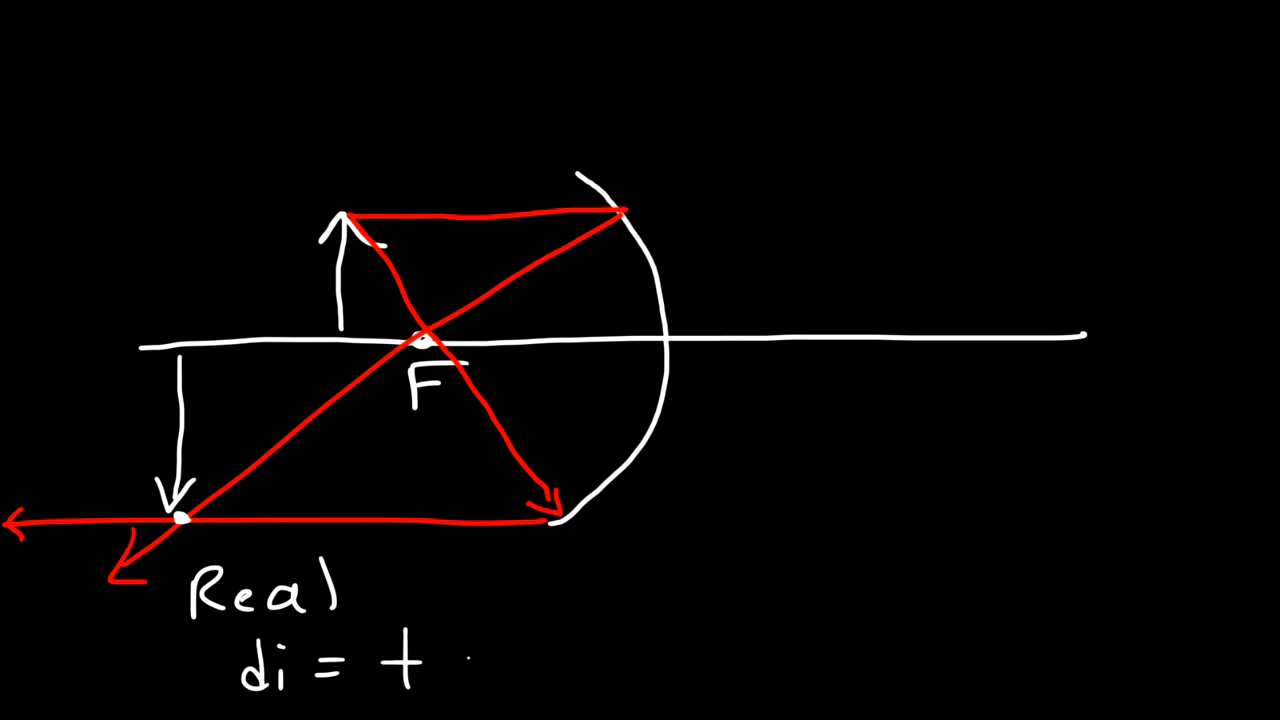 F
Real
di = +